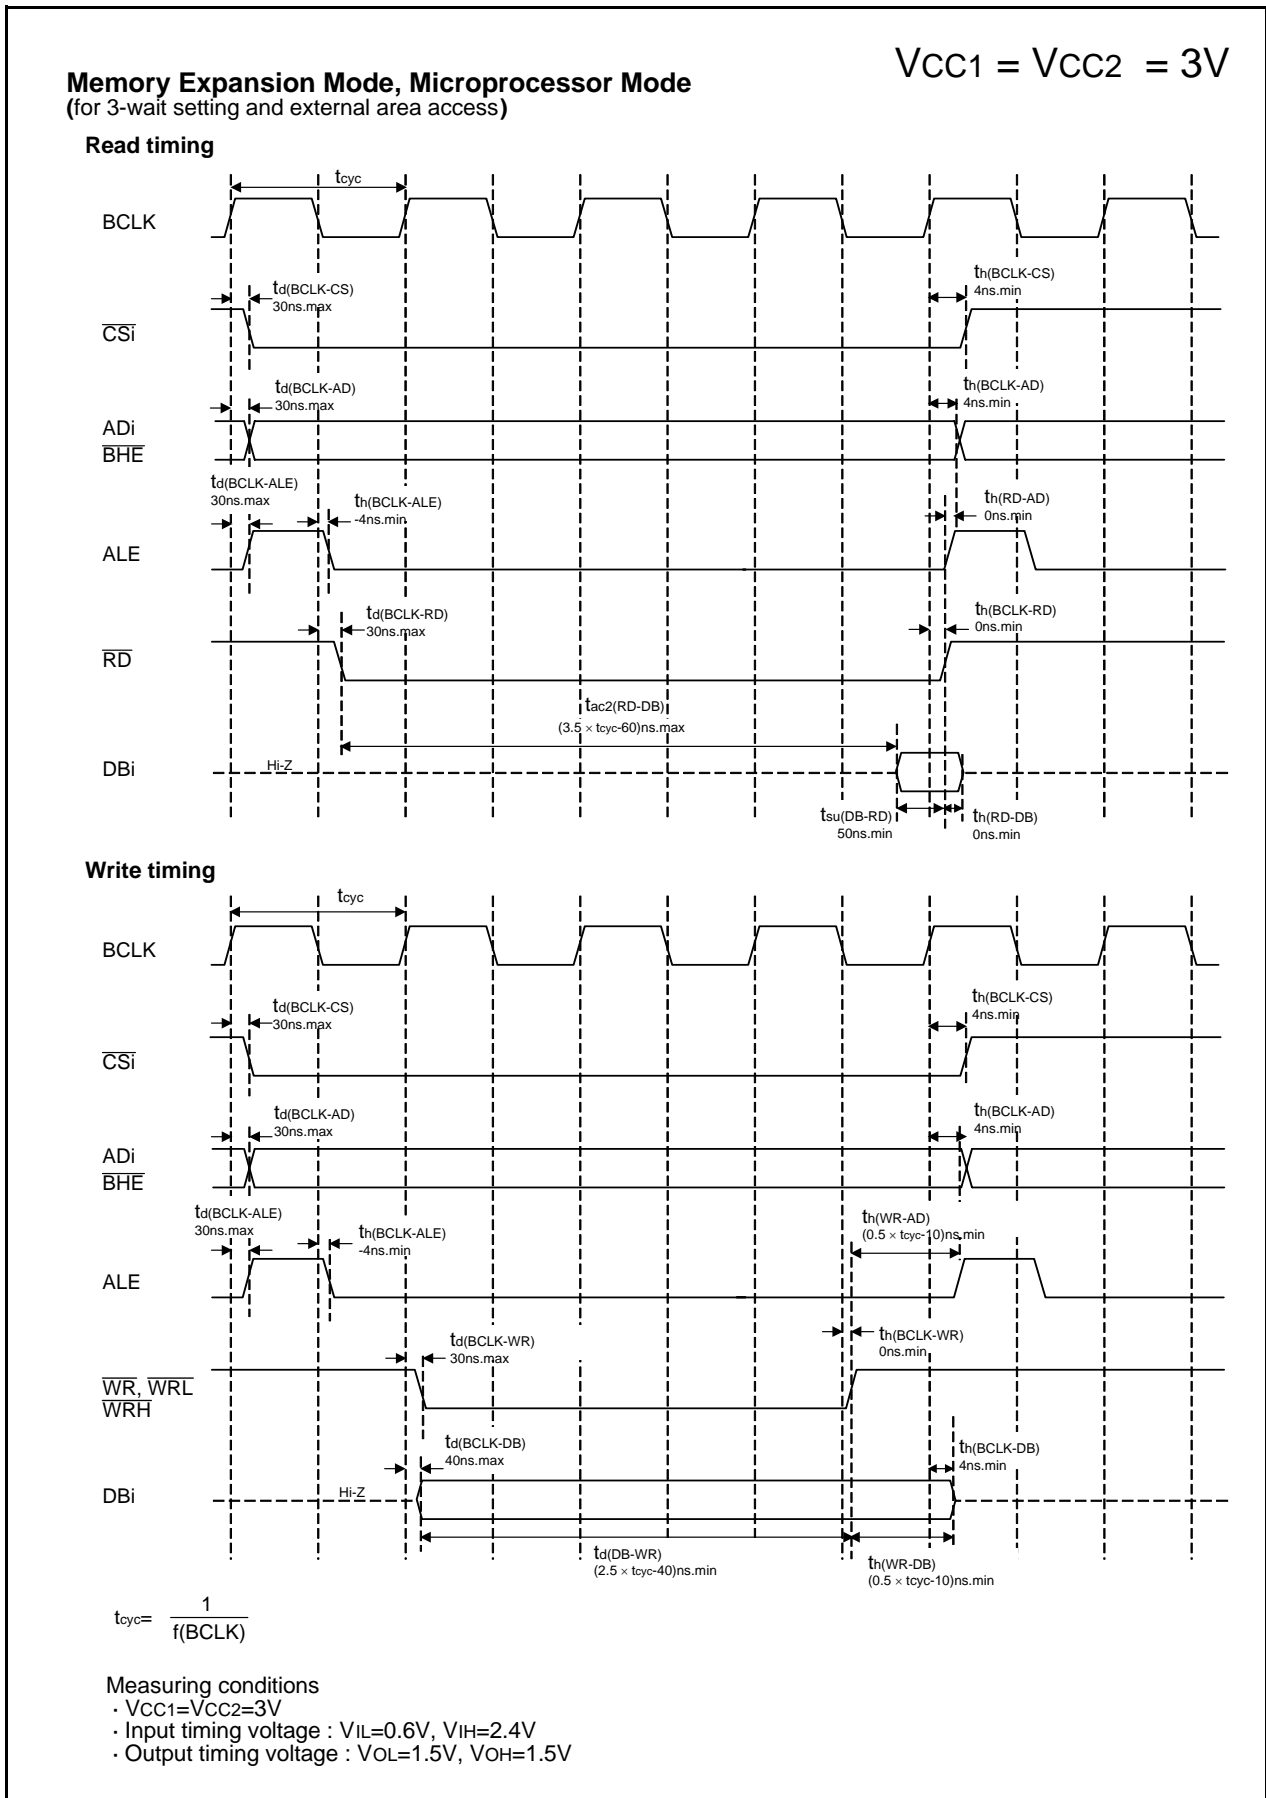 VCC1 = VCC2 = 3V
Memory Expansion Mode, Microprocessor Mode
(for 3-wait setting and external area access)
Read timing
tcyc
BCLK
td(BCLK-CS)
30ns.max
th(BCLK-CS)
4ns.min
CSi
td(BCLK-AD)
30ns.max
th(BCLK-AD)
4ns.min
ADi
BHE
td(BCLK-ALE)
30ns.max
th(BCLK-ALE)
-4ns.min
th(RD-AD)
0ns.min
ALE
td(BCLK-RD)
30ns.max
th(BCLK-RD)
0ns.min
RD
tac2(RD-DB)
(3.5 × tcyc-60)ns.max
DBi
Hi-Z
tsu(DB-RD)
50ns.min
th(RD-DB)
0ns.min
Write timing
tcyc
BCLK
td(BCLK-CS)
30ns.max
th(BCLK-CS)
4ns.min
CSi
td(BCLK-AD)
30ns.max
th(BCLK-AD)
4ns.min
ADi
BHE
td(BCLK-ALE)
30ns.max
th(BCLK-ALE)
-4ns.min
th(WR-AD)
(0.5 × tcyc-10)ns.min
ALE
td(BCLK-WR)
30ns.max
th(BCLK-WR)
0ns.min
WR, WRL
WRH
td(BCLK-DB)
40ns.max
th(BCLK-DB)
4ns.min
DBi
Hi-Z
td(DB-WR)
(2.5 × tcyc-40)ns.min
th(WR-DB)
(0.5 × tcyc-10)ns.min
tcyc= 1
f(BCLK)
Measuring conditions
· VCC1=VCC2=3V
· Input timing voltage : VIL=0.6V, VIH=2.4V
· Output timing voltage : VOL=1.5V, VOH=1.5V